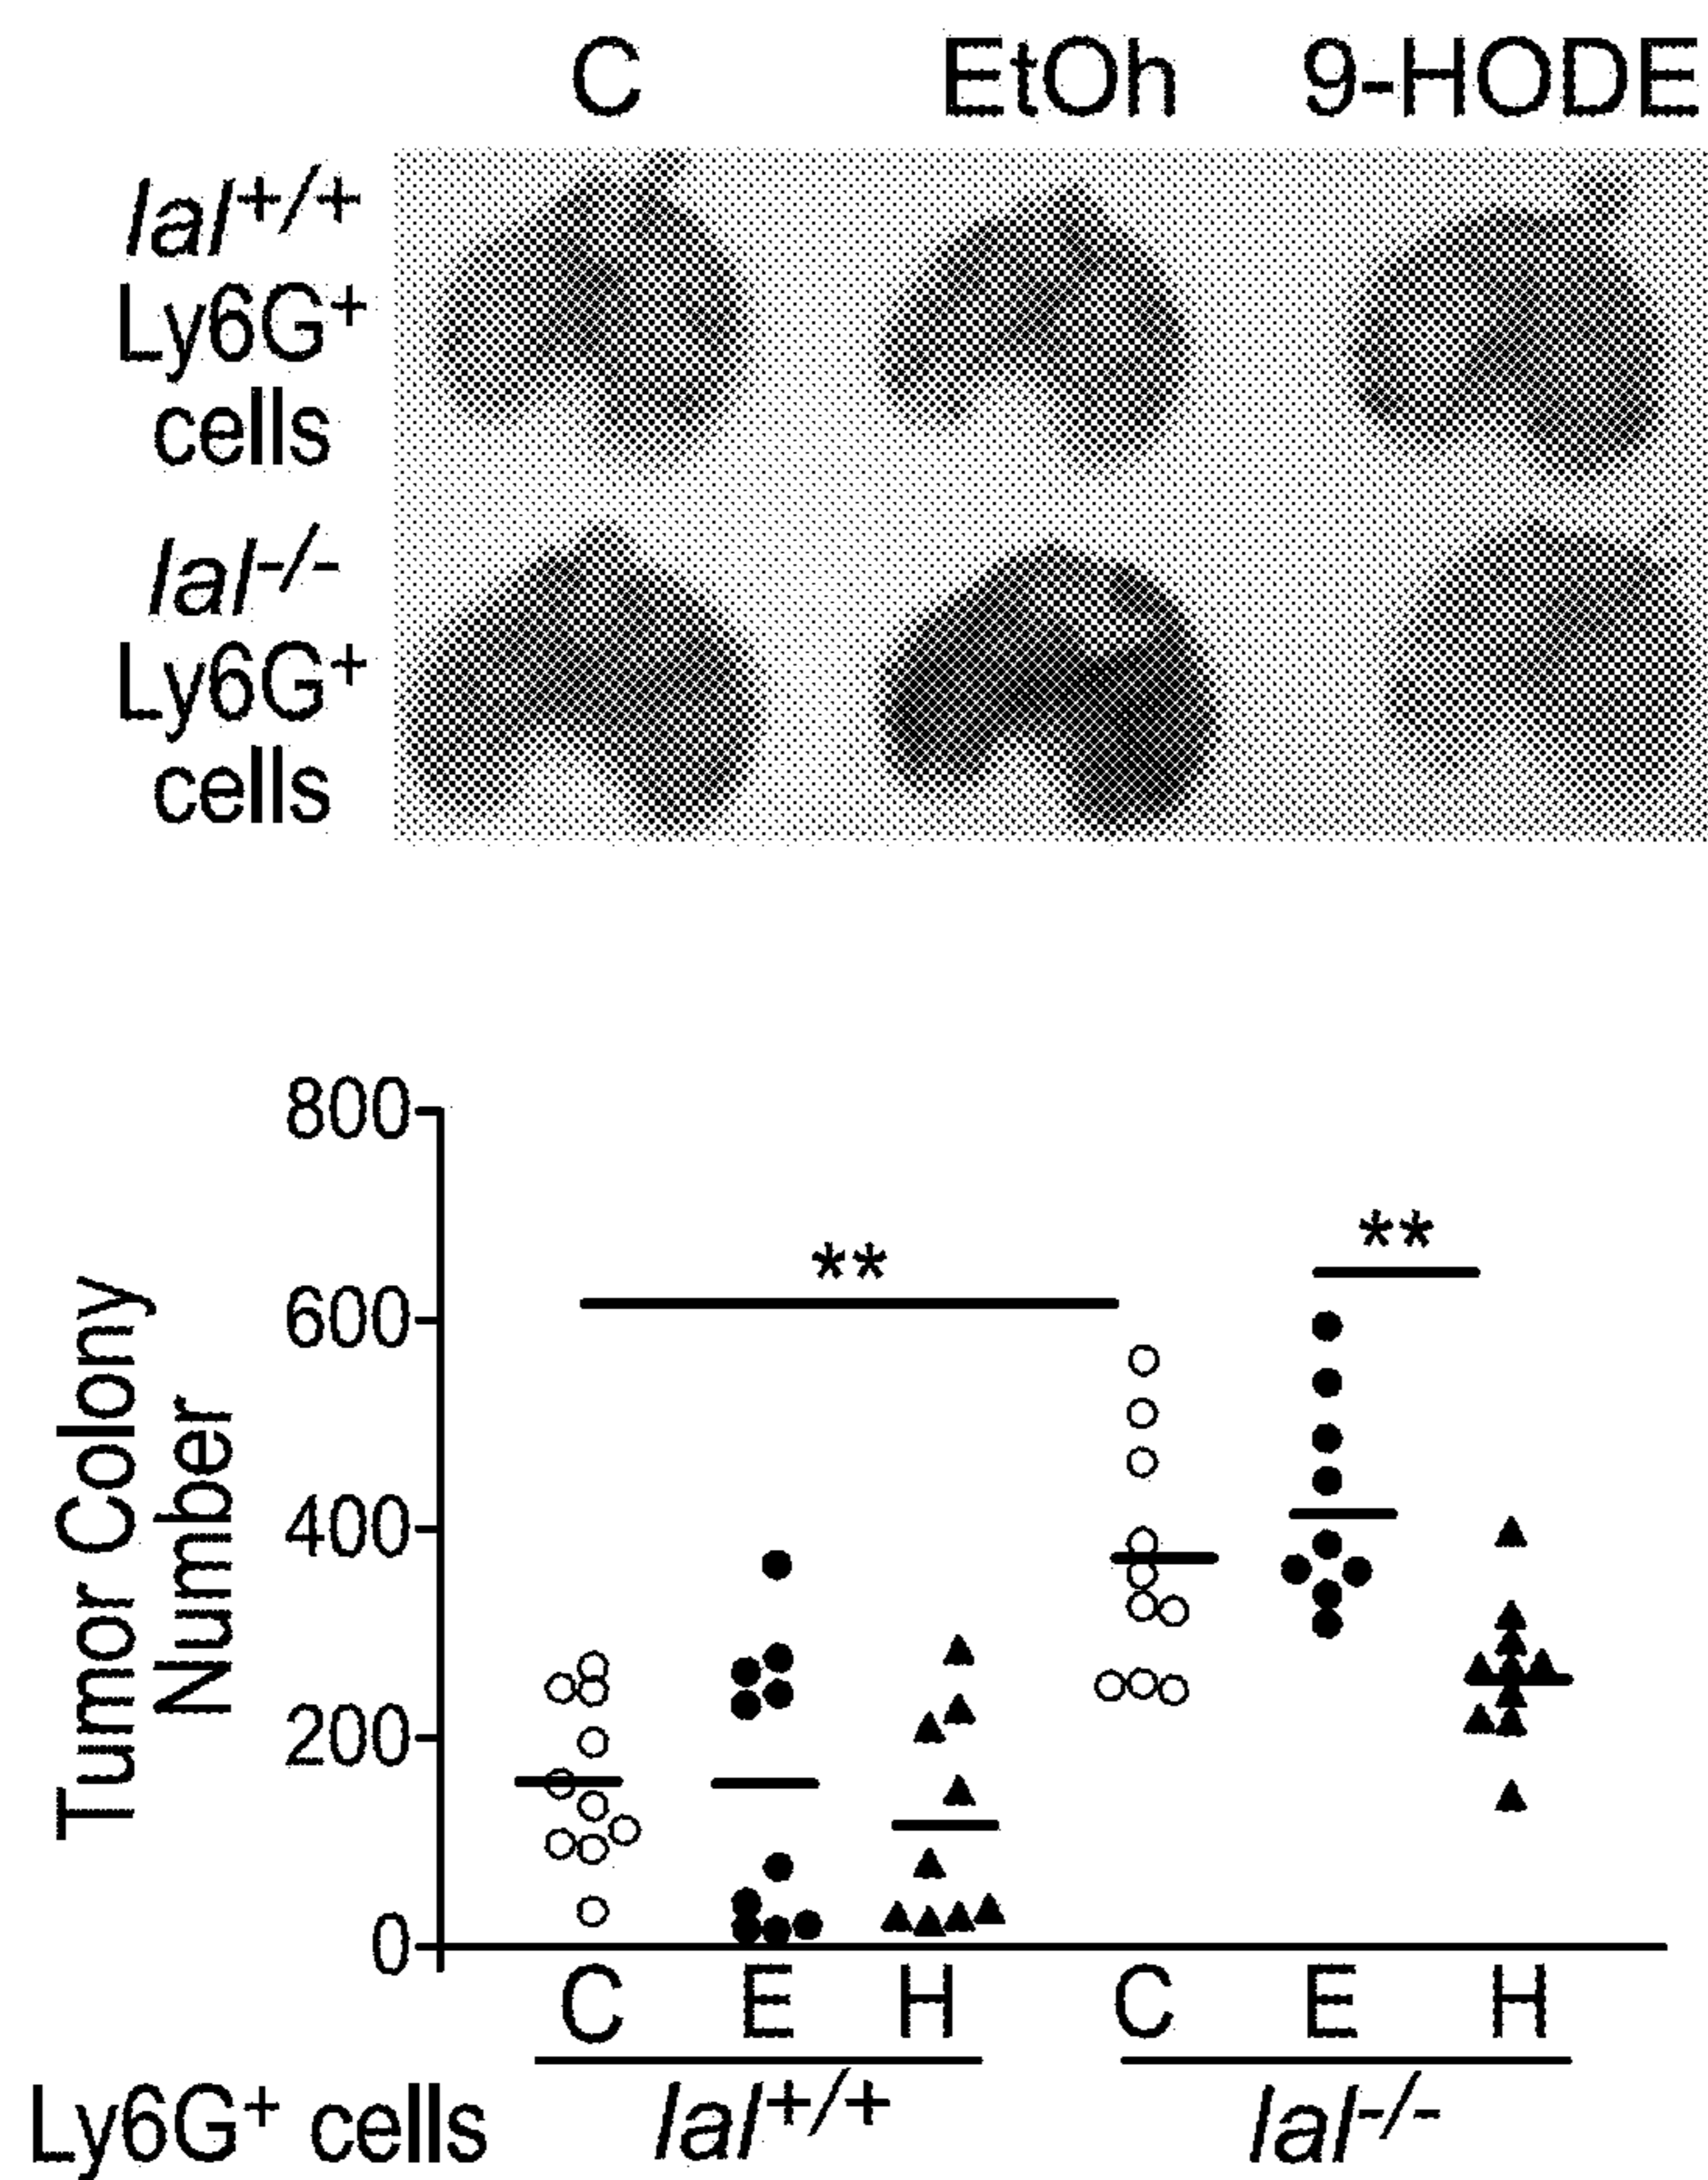 C EtOh 9-HODE
lal+/+
Ly6G+
cells
lal-/-
Ly6G+
cells
Tumor Colony
Number
800
600
400
200
0
**
**
C E H C E H
Ly6G+ cells lal+/+ lal-/-